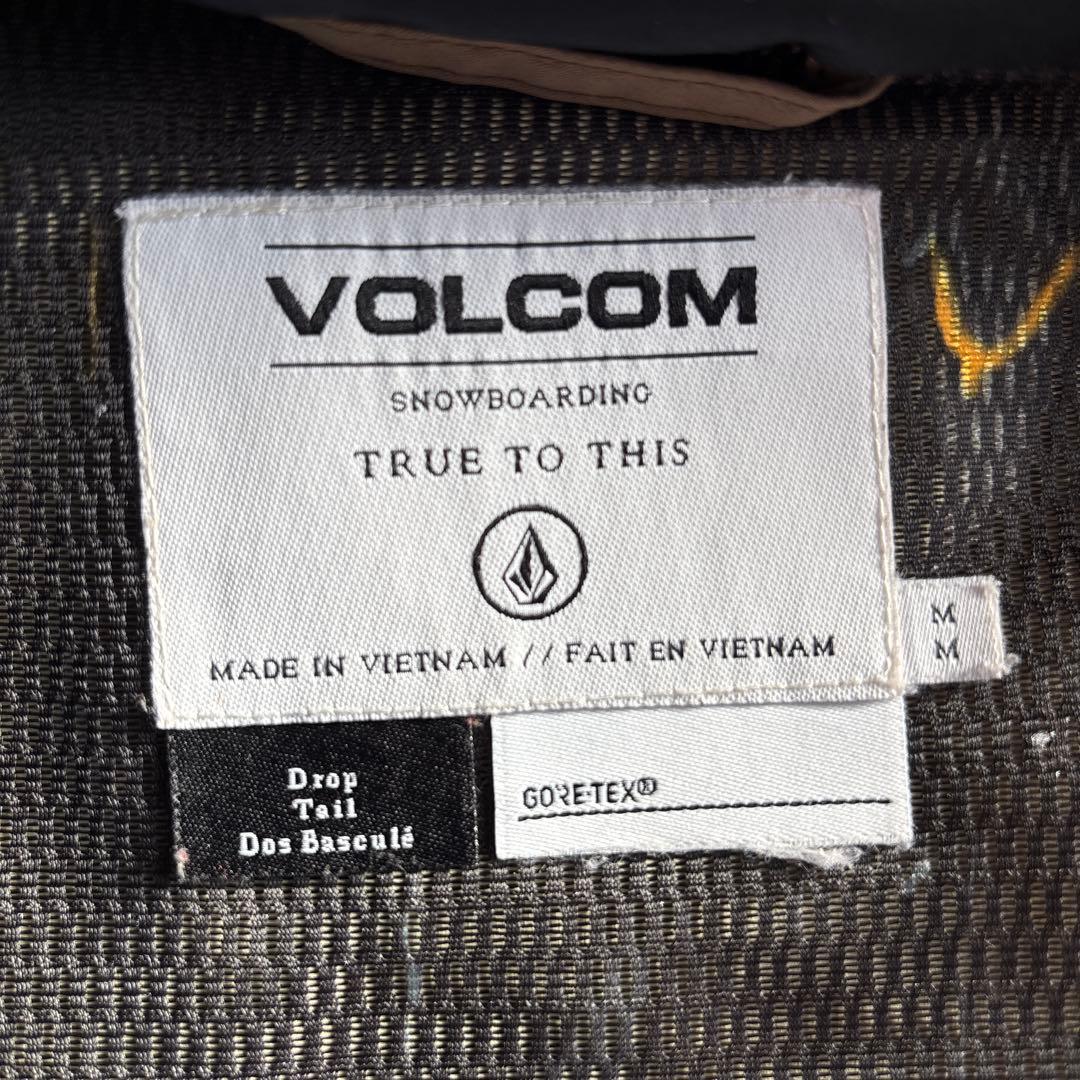 VOLCOM
SNOWBOARDING
TRUE TO THIS
MADE IN VIETNAM // FAIT EN VIETNAM
M
M
Drop
Tail
Dos Basculé
GORE-TEX®